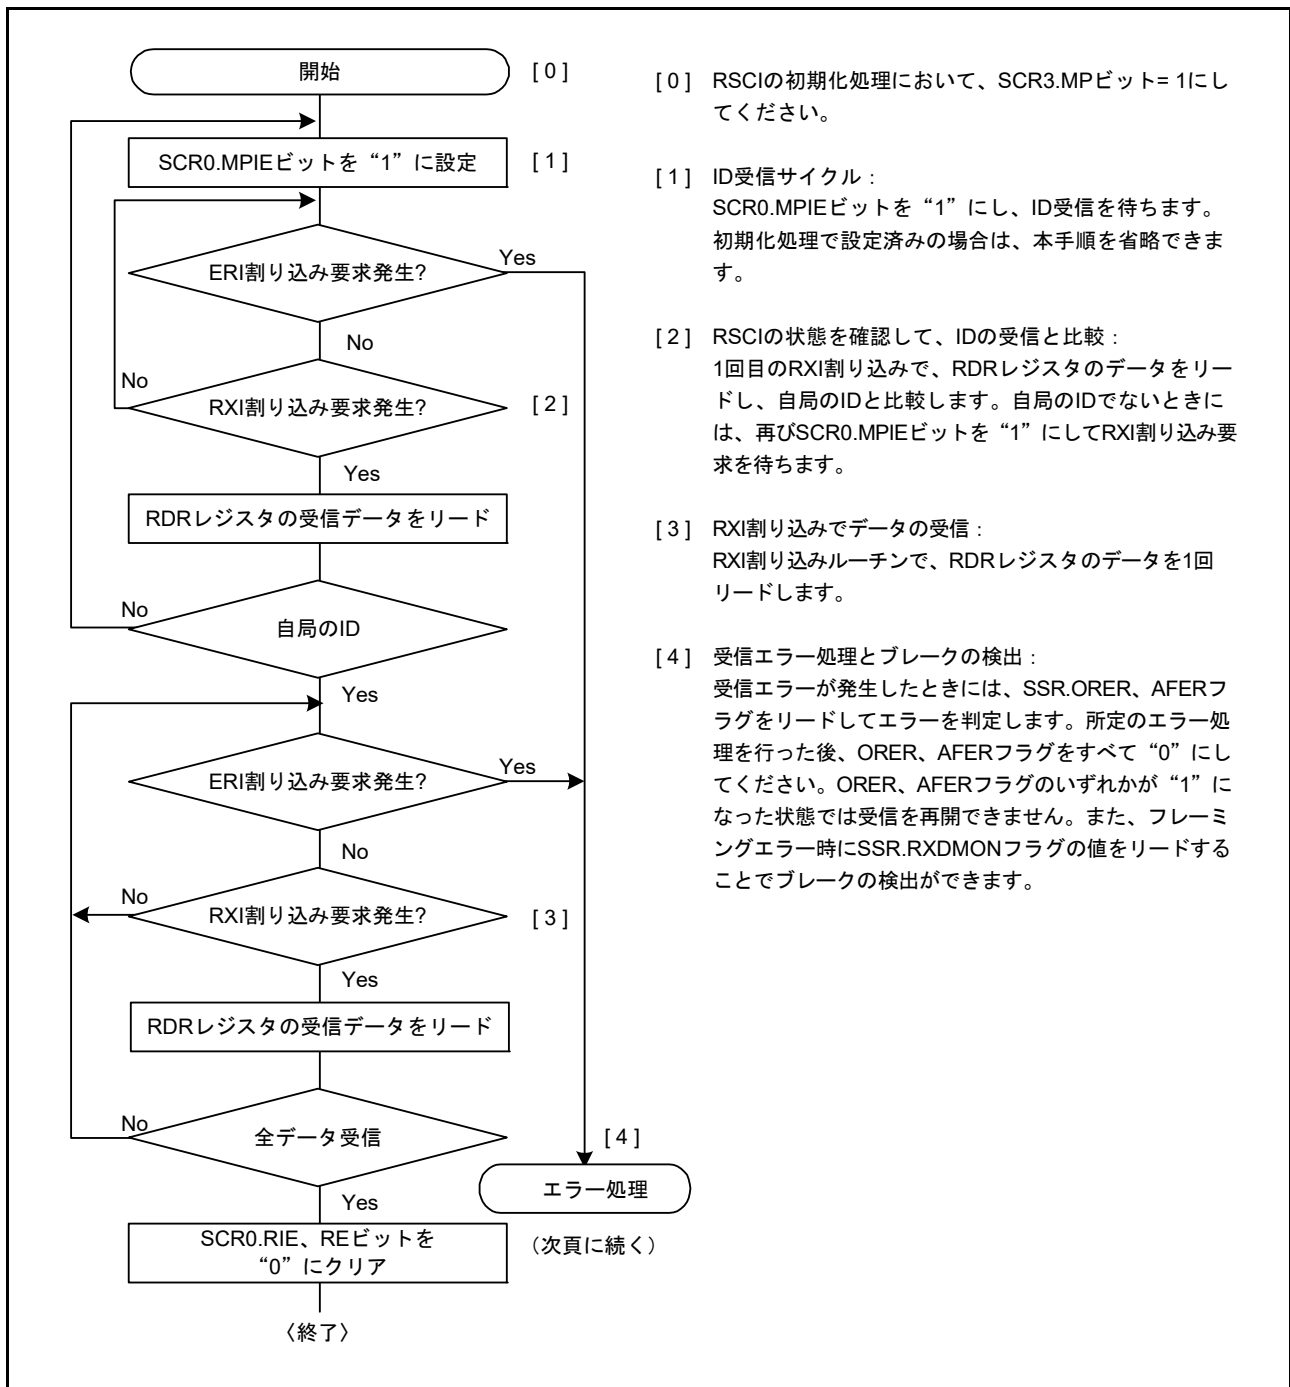 開始
[ 0 ]
SCR0.MPIEビットを“1”に設定
[ 1 ]
ERI割り込み要求発生?
Yes
No
RXI割り込み要求発生?
No
[ 2 ]
Yes
RDRレジスタの受信データをリード
No
自局のID
Yes
ERI割り込み要求発生?
Yes
No
No
RXI割り込み要求発生?
[ 3 ]
Yes
RDRレジスタの受信データをリード
No
全データ受信
[ 4 ]
エラー処理
Yes
SCR0.RIE、REビットを
“0”にクリア
（次頁に続く）
〈終了〉
[ 0 ] RSCIの初期化処理において、SCR3.MPビット= 1にし
てください。
[ 1 ] ID受信サイクル：
SCR0.MPIEビットを“1”にし、ID受信を待ちます。
初期化処理で設定済みの場合は、本手順を省略できま
す。
[ 2 ] RSCIの状態を確認して、IDの受信と比較：
1回目のRXI割り込みで、RDRレジスタのデータをリー
ドし、自局のIDと比較します。自局のIDでないときに
は、再びSCR0.MPIEビットを“1”にしてRXI割り込み要
求を待ちます。
[ 3 ] RXI割り込みでデータの受信：
RXI割り込みルーチンで、RDRレジスタのデータを1回
リードします。
[ 4 ] 受信エラー処理とブレークの検出：
受信エラーが発生したときには、SSR.ORER、AFERフ
ラグをリードしてエラーを判定します。所定のエラー処
理を行った後、ORER、AFERフラグをすべて“0”にし
てください。ORER、AFERフラグのいずれかが“1”に
なった状態では受信を再開できません。また、フレーミ
ングエラー時にSSR.RXDMONフラグの値をリードする
ことでブレークの検出ができます。